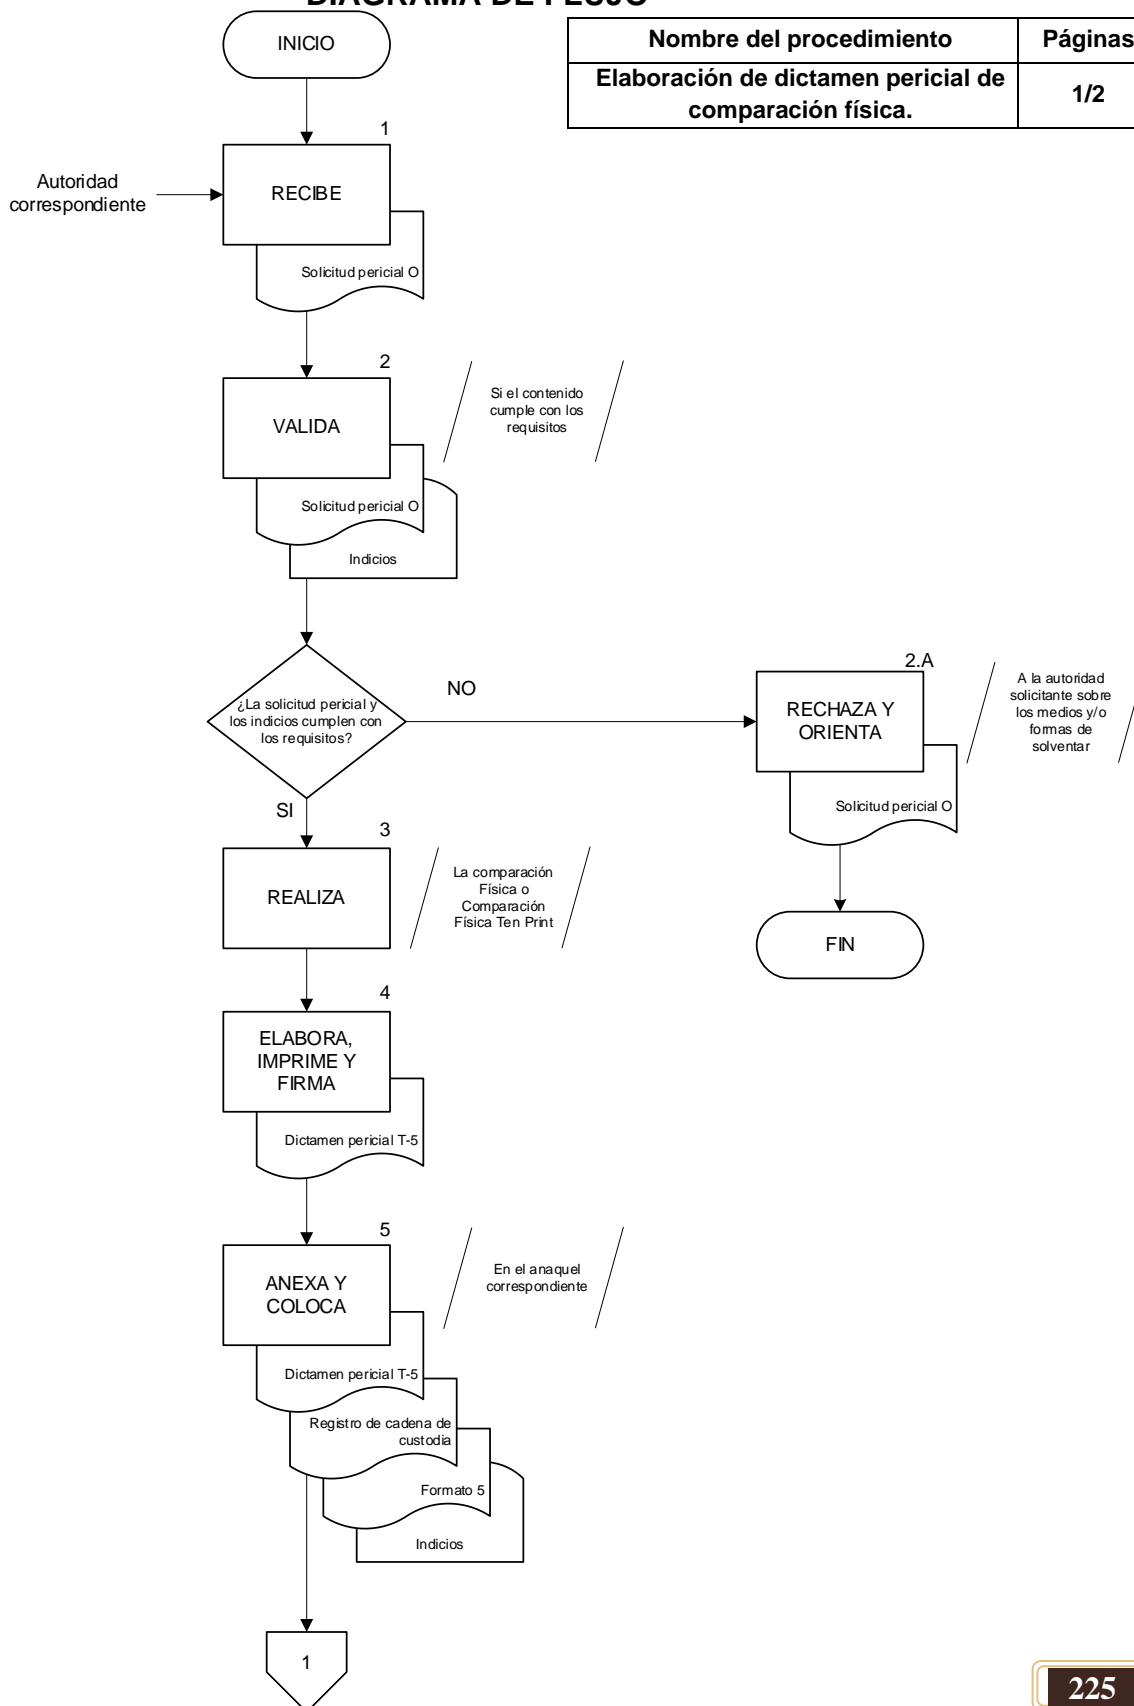 DIAGRAMA DE FLUJO
Nombre del procedimiento Páginas
Elaboración de dictamen pericial de
comparación física.
1/2
INICIO
1
Autoridad
correspondiente
RECIBE
Solicitud pericial O
2
VALIDA
Si el contenido
cumple con los
requisitos
Solicitud pericial O
Indicios
¿La solicitud pericial y
los indicios cumplen con
los requisitos?
NO
2.A
RECHAZA Y
ORIENTA
A la autoridad
solicitante sobre
los medios y/o
formas de
solventar
Solicitud pericial O
FIN
SI
3
REALIZA
La comparación
Física o
Comparación
Física Ten Print
4
ELABORA,
IMPRIME Y
FIRMA
Dictamen pericial T-5
5
ANEXA Y
COLOCA
En el anaquel
correspondiente
Dictamen pericial T-5
Registro de cadena de
custodia
Formato 5
Indicios
1
225